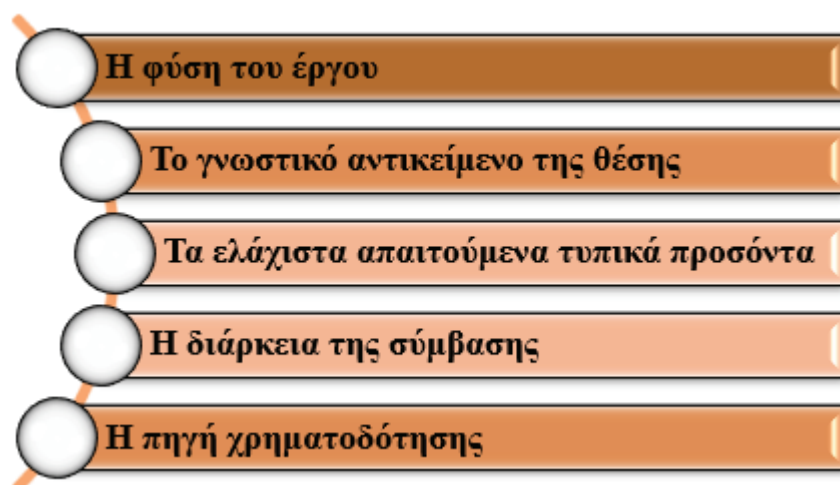 Η φύση του έργου
Το γνωστικό αντικείμενο της θέσης
Τα ελάχιστα απαιτούμενα τυπικά προσόντα
Η διάρκεια της σύμβασης
Η πηγή χρηματοδότησης